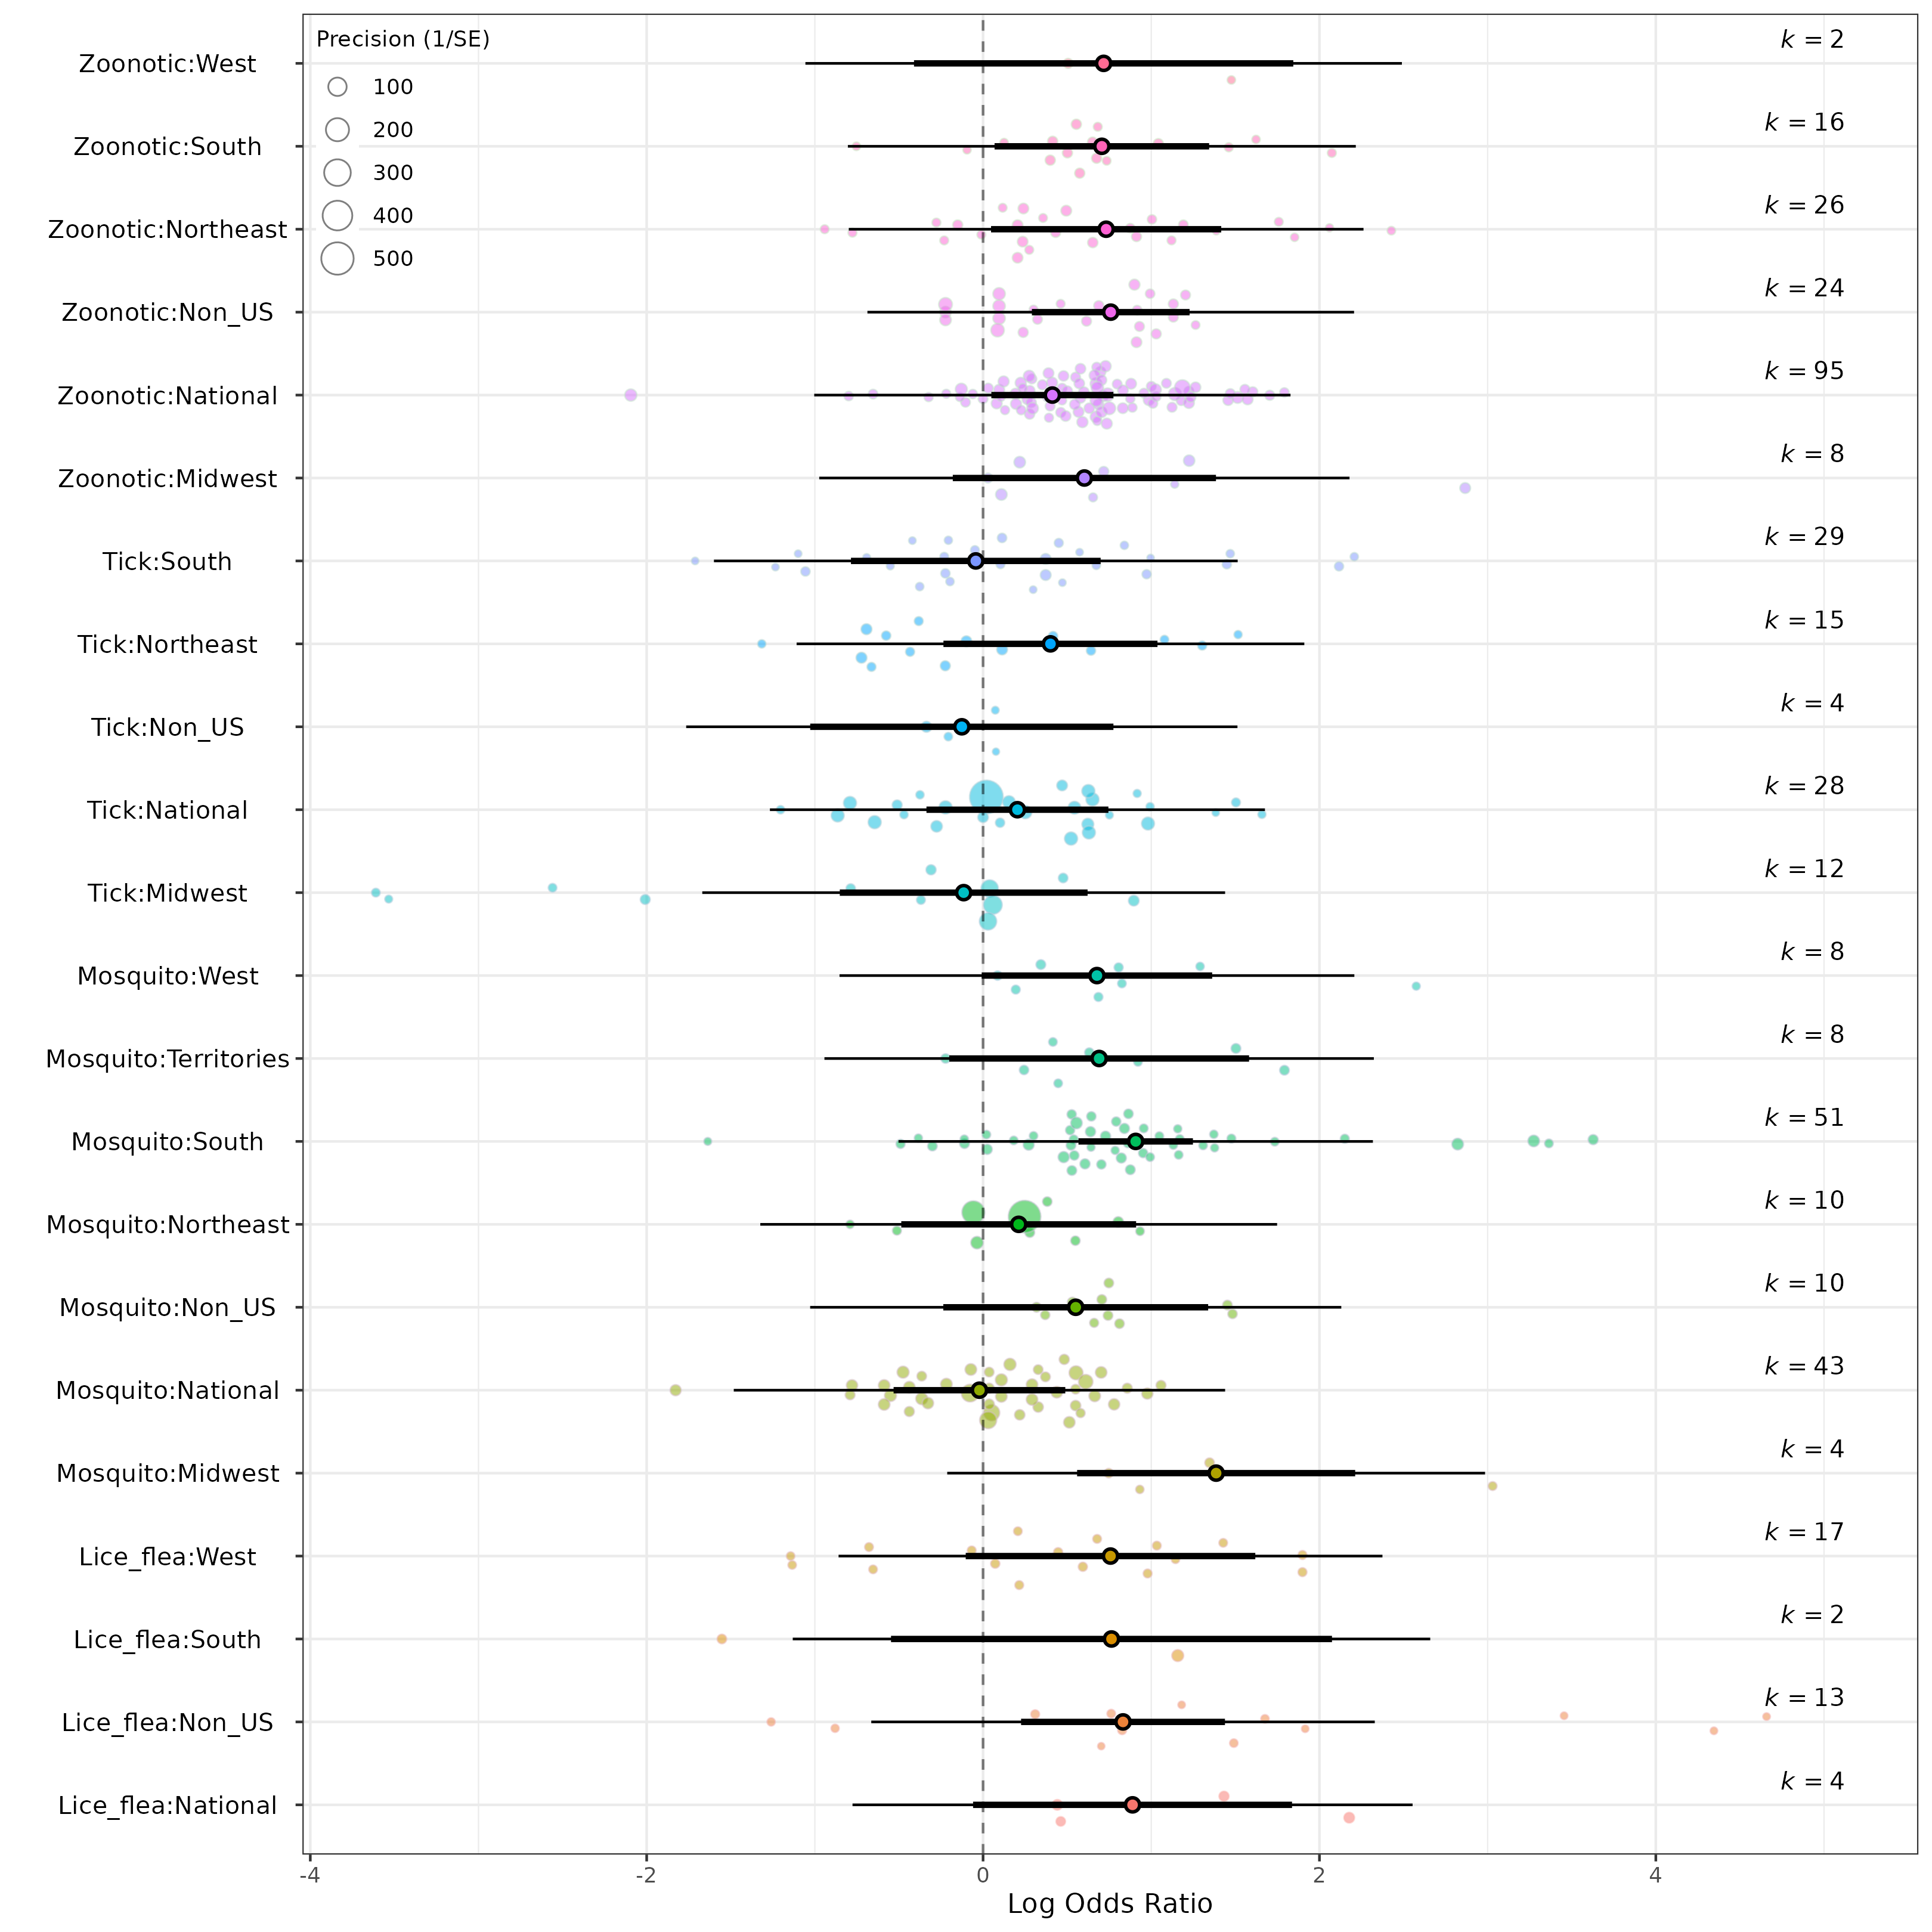 Precision (1/SE)
100
200
300
400
500
Zoonotic:West
k = 2
Zoonotic:South
k = 16
Zoonotic:Northeast
k = 26
Zoonotic:Non_US
k = 24
Zoonotic:National
k = 95
Zoonotic:Midwest
k = 8
Tick:South
k = 29
Tick:Northeast
k = 15
Tick:Non_US
k = 4
Tick:National
k = 28
Tick:Midwest
k = 12
Mosquito:West
k = 8
Mosquito:Territories
k = 8
Mosquito:South
k = 51
Mosquito:Northeast
k = 10
Mosquito:Non_US
k = 10
Mosquito:National
k = 43
Mosquito:Midwest
k = 4
Lice_flea:West
k = 17
Lice_flea:South
k = 2
Lice_flea:Non_US
k = 13
Lice_flea:National
k = 4
-4 -2 0 2 4
Log Odds Ratio